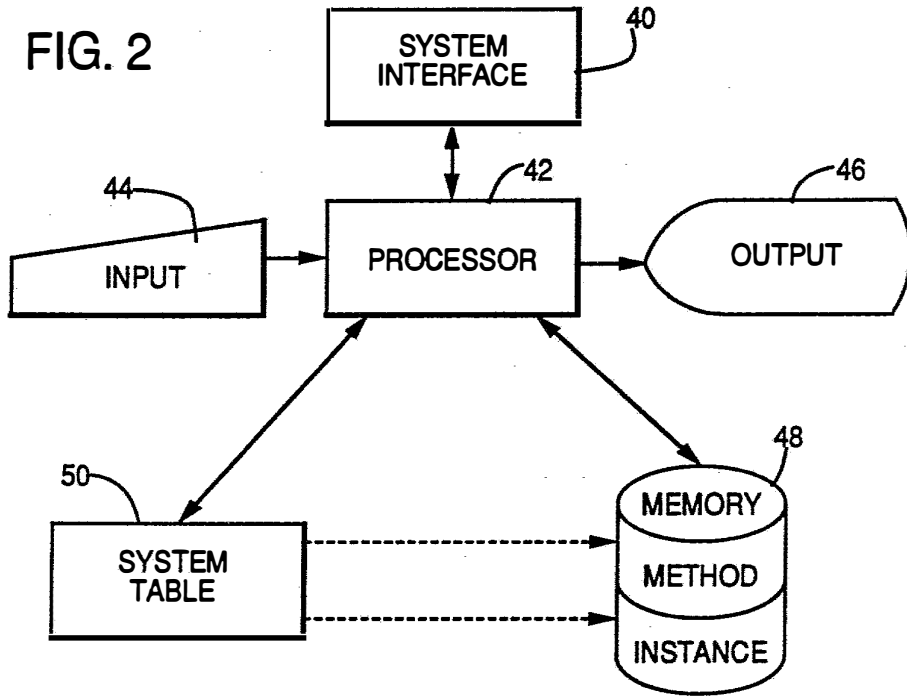 FIG. 2
40
SYSTEM
INTERFACE
42
44
46
INPUT
PROCESSOR
OUTPUT
50
48
SYSTEM
TABLE
MEMORY
METHOD
INSTANCE